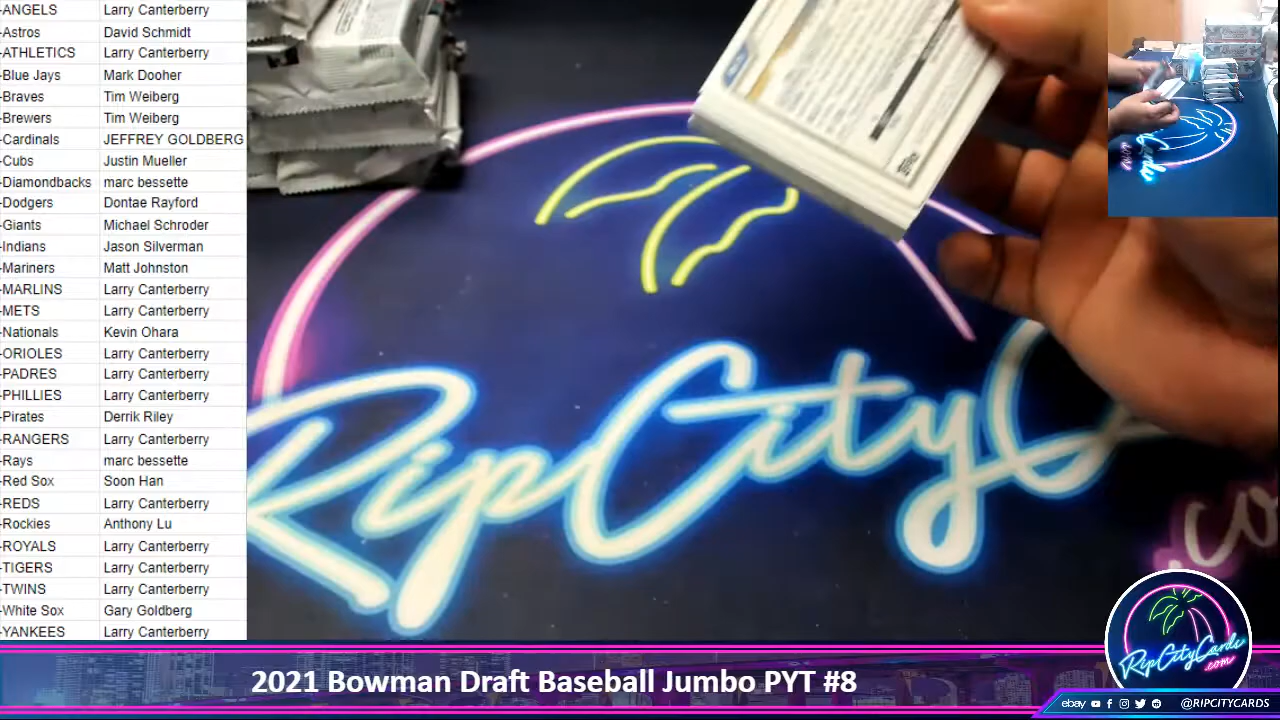 -ANGELS Larry Canterberry
-Astros David Schmidt
-ATHLETICS Larry Canterberry
-Blue Jays Mark Dooher
-Braves Tim Weiberg
-Brewers Tim Weiberg
-Cardinals JEFFREY GOLDBERG
-Cubs Justin Mueller
-Diamondbacks marc bessette
-Dodgers Dontae Rayford
-Giants Michael Schroder
-Indians Jason Silverman
-Mariners Matt Johnston
-MARLINS Larry Canterberry
-METS Larry Canterberry
-Nationals Kevin Ohara
-ORIOLES Larry Canterberry
-PADRES Larry Canterberry
-PHILLIES Larry Canterberry
-Pirates Derrik Riley
-RANGERS Larry Canterberry
-Rays marc bessette
-Red Sox Soon Han
-REDS Larry Canterberry
-Rockies Anthony Lu
-ROYALS Larry Canterberry
-TIGERS Larry Canterberry
-TWINS Larry Canterberry
-White Sox Gary Goldberg
-YANKEES Larry Canterberry
RipCityC
co
RipCityCards
.com
2021 Bowman Draft Baseball Jumbo PYT #8
ebay @RIPCITYCARDS